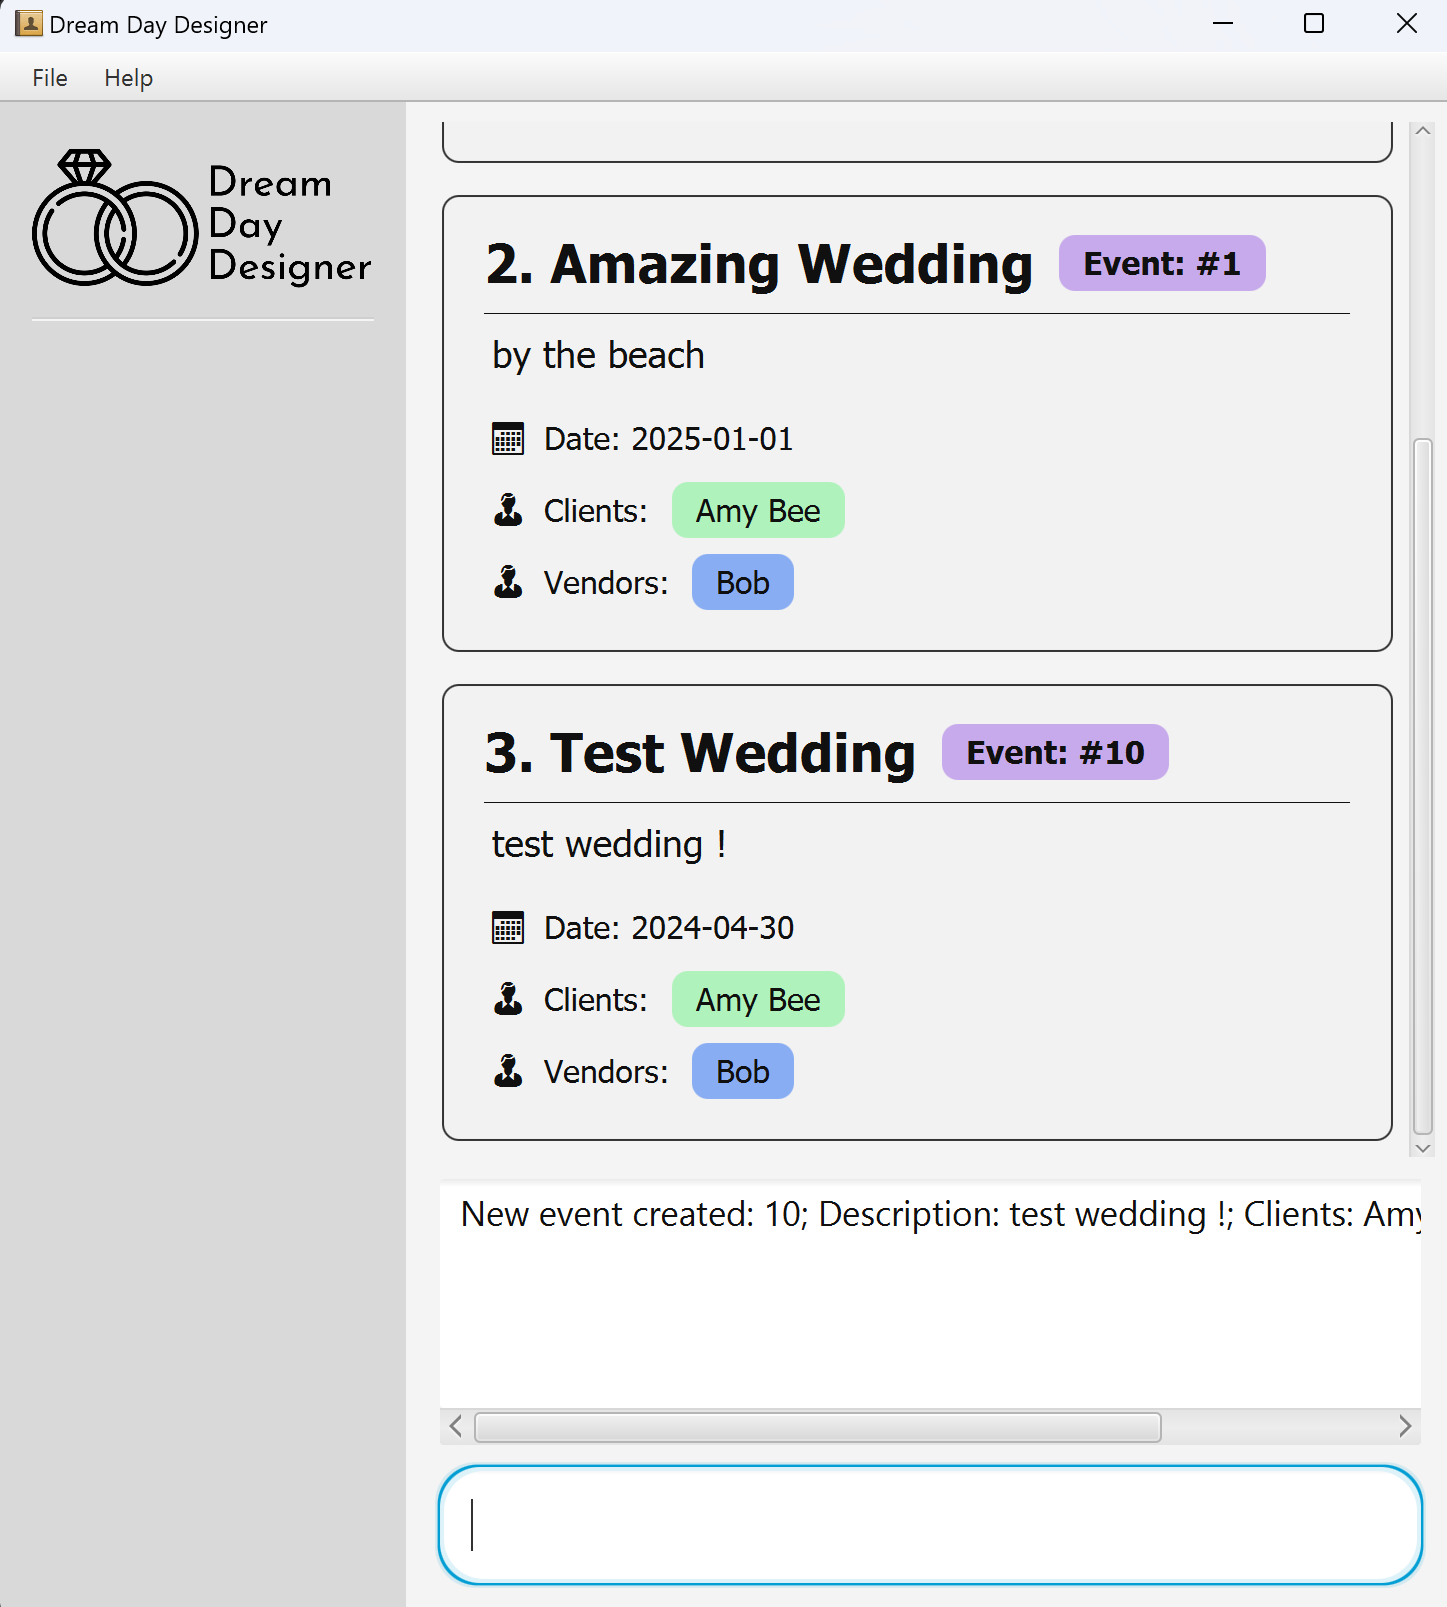 Dream Day Designer
File Help
Dream
Day
Designer
2. Amazing Wedding Event: #1
by the beach
Date: 2025-01-01
Clients: Amy Bee
Vendors: Bob
3. Test Wedding Event: #10
test wedding !
Date: 2024-04-30
Clients: Amy Bee
Vendors: Bob
New event created: 10; Description: test wedding !; Clients: Amy